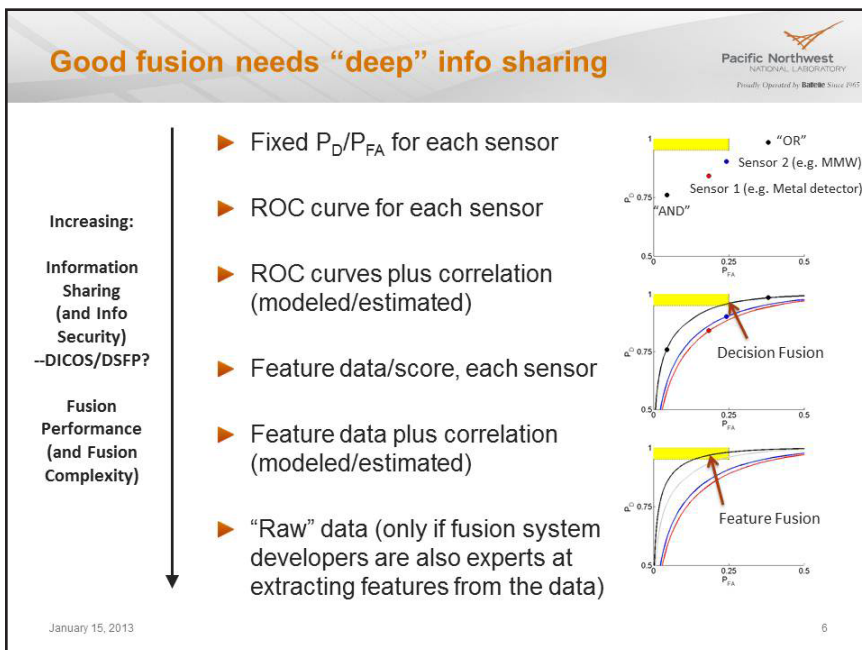 Good fusion needs “deep” info sharing
Pacific Northwest
NATIONAL LABORATORY
Proudly Operated by Battelle Since 1965
Increasing:
Information
Sharing
(and Info
Security)
--DICOS/DSFP?
Fusion
Performance
(and Fusion
Complexity)
Fixed PD/PFA for each sensor
ROC curve for each sensor
ROC curves plus correlation
(modeled/estimated)
Feature data/score, each sensor
Feature data plus correlation
(modeled/estimated)
“Raw” data (only if fusion system
developers are also experts at
extracting features from the data)
1
“OR”
Sensor 2 (e.g. MMW)
Sensor 1 (e.g. Metal detector)
0.75
PD
“AND”
0.5
0
0.25
0.5
PFA
1
0.75
PD
Decision Fusion
0.5
0
0.25
0.5
PFA
1
0.75
PD
Feature Fusion
0.5
0
0.25
0.5
PFA
January 15, 2013
6